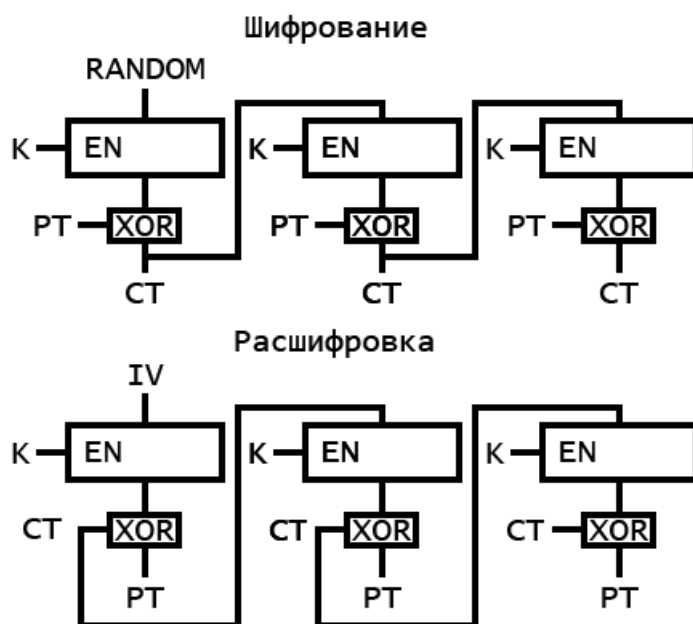 Шифрование
RANDOM
K EN K EN K EN
PT XOR PT XOR PT XOR
CT CT CT
Расшифровка
IV
K EN K EN K EN
CT XOR CT XOR CT XOR
PT PT PT